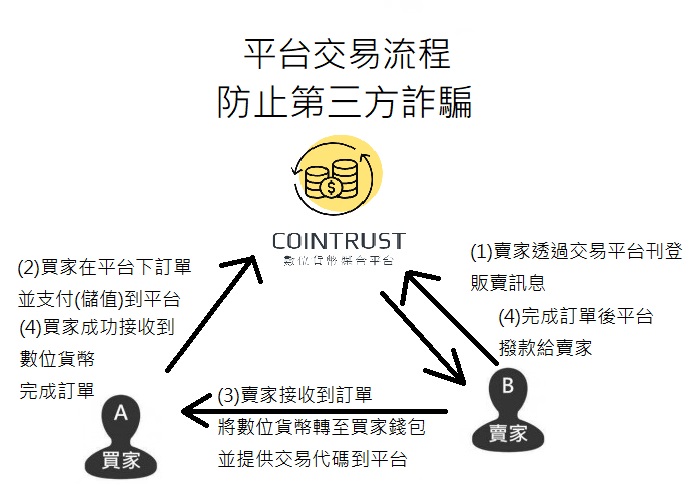 平台交易流程
防止第三方詐騙
$
COINTRUST
數位貨幣媒合平台
(1)賣家透過交易平台刊登
販賣訊息
(2)買家在平台下訂單
並支付(儲值)到平台
(4)買家成功接收到
數位貨幣
完成訂單
(4)完成訂單後平台
撥款給賣家
(3)賣家接收到訂單
將數位貨幣轉至買家錢包
並提供交易代碼到平台
A
買家
B
賣家